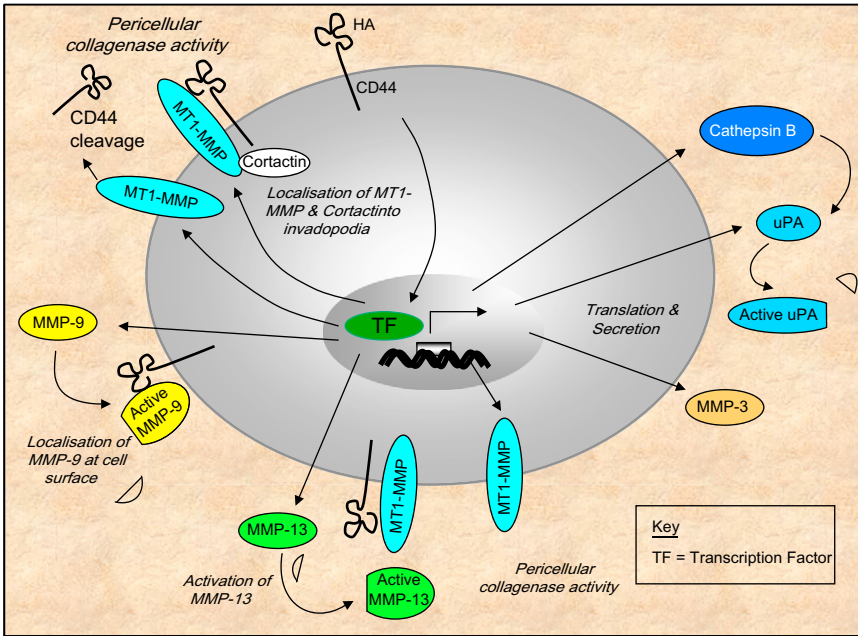 Pericellular
collagenase activity
HA
CD44
CD44
cleavage
MT1-MMP
Cortactin
MT1-MMP
Localisation of MT1-
MMP & Cortactinto
invadopodia
Cathepsin B
uPA
Active uPA
TF
Translation &
Secretion
MMP-9
Active
MMP-9
Localisation of
MMP-9 at cell
surface
MMP-3
MT1-MMP
MT1-MMP
MMP-13
Activation of
MMP-13
Active
MMP-13
Pericellular
collagenase activity
Key
TF = Transcription Factor